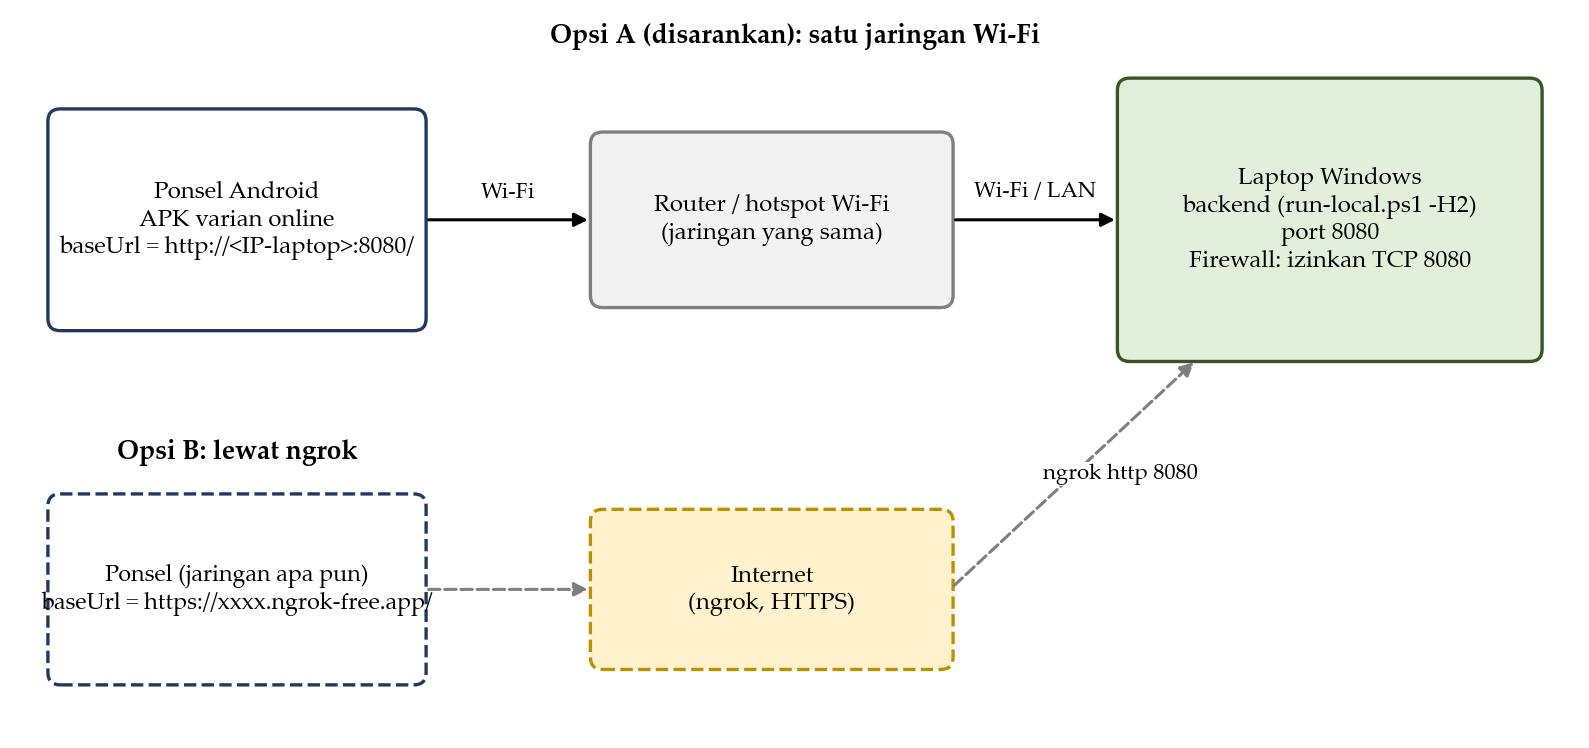 Opsi A (disarankan): satu jaringan Wi-Fi
Ponsel Android
APK varian online
baseUrl = http://<IP-laptop>:8080/
Wi-Fi
Router / hotspot Wi-Fi
(jaringan yang sama)
Wi-Fi / LAN
Laptop Windows
backend (run-local.ps1 -H2)
port 8080
Firewall: izinkan TCP 8080
Opsi B: lewat ngrok
Ponsel (jaringan apa pun)
baseUrl = https://xxxx.ngrok-free.app/
Internet
(ngrok, HTTPS)
ngrok http 8080